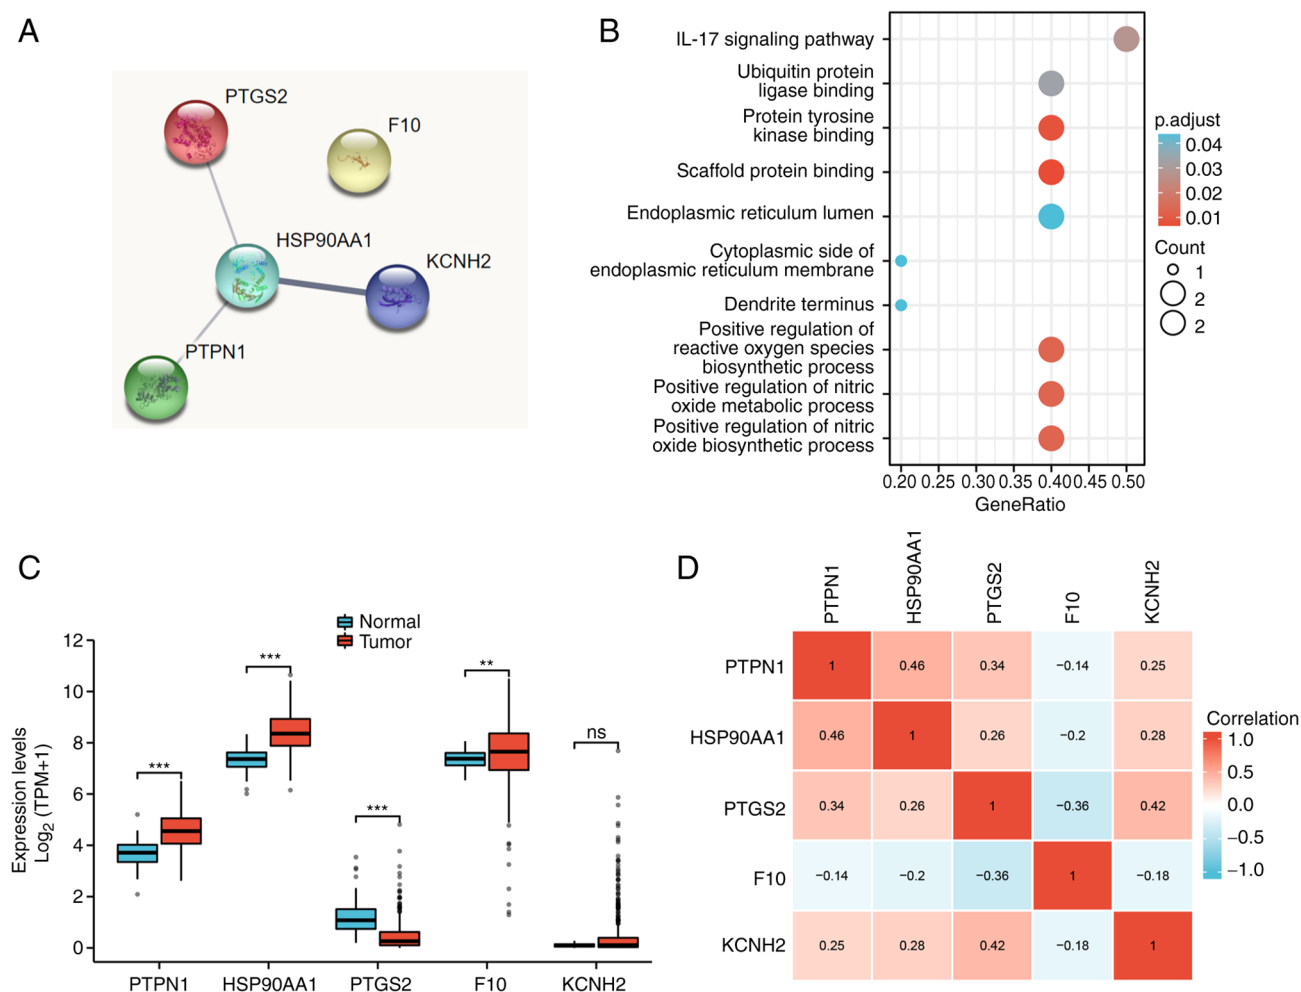 A
PTGS2
F10
HSP90AA1
KCNH2
PTPN1
B
IL-17 signaling pathway
Ubiquitin protein
ligase binding
Protein tyrosine
kinase binding
Scaffold protein binding
Endoplasmic reticulum lumen
Cytoplasmic side of
endoplasmic reticulum membrane
Dendrite terminus
Positive regulation of
reactive oxygen species
biosynthetic process
Positive regulation of nitric
oxide metabolic process
Positive regulation of nitric
oxide biosynthetic process
0.20 0.25 0.30 0.35 0.40 0.45 0.50
GeneRatio
p.adjust
0.04
0.03
0.02
0.01
Count
1
2
2
C
Normal
Tumor
Expression levels
Log2 (TPM+1)
12
10
8
6
4
2
0
***
***
***
**
ns
PTPN1 HSP90AA1 PTGS2 F10 KCNH2
D
PTPN1 HSP90AA1 PTGS2 F10 KCNH2
PTPN1 1 0.46 0.34 −0.14 0.25
HSP90AA1 0.46 1 0.26 −0.2 0.28
PTGS2 0.34 0.26 1 −0.36 0.42
F10 −0.14 −0.2 −0.36 1 −0.18
KCNH2 0.25 0.28 0.42 −0.18 1
Correlation
1.0
0.5
0.0
−0.5
−1.0